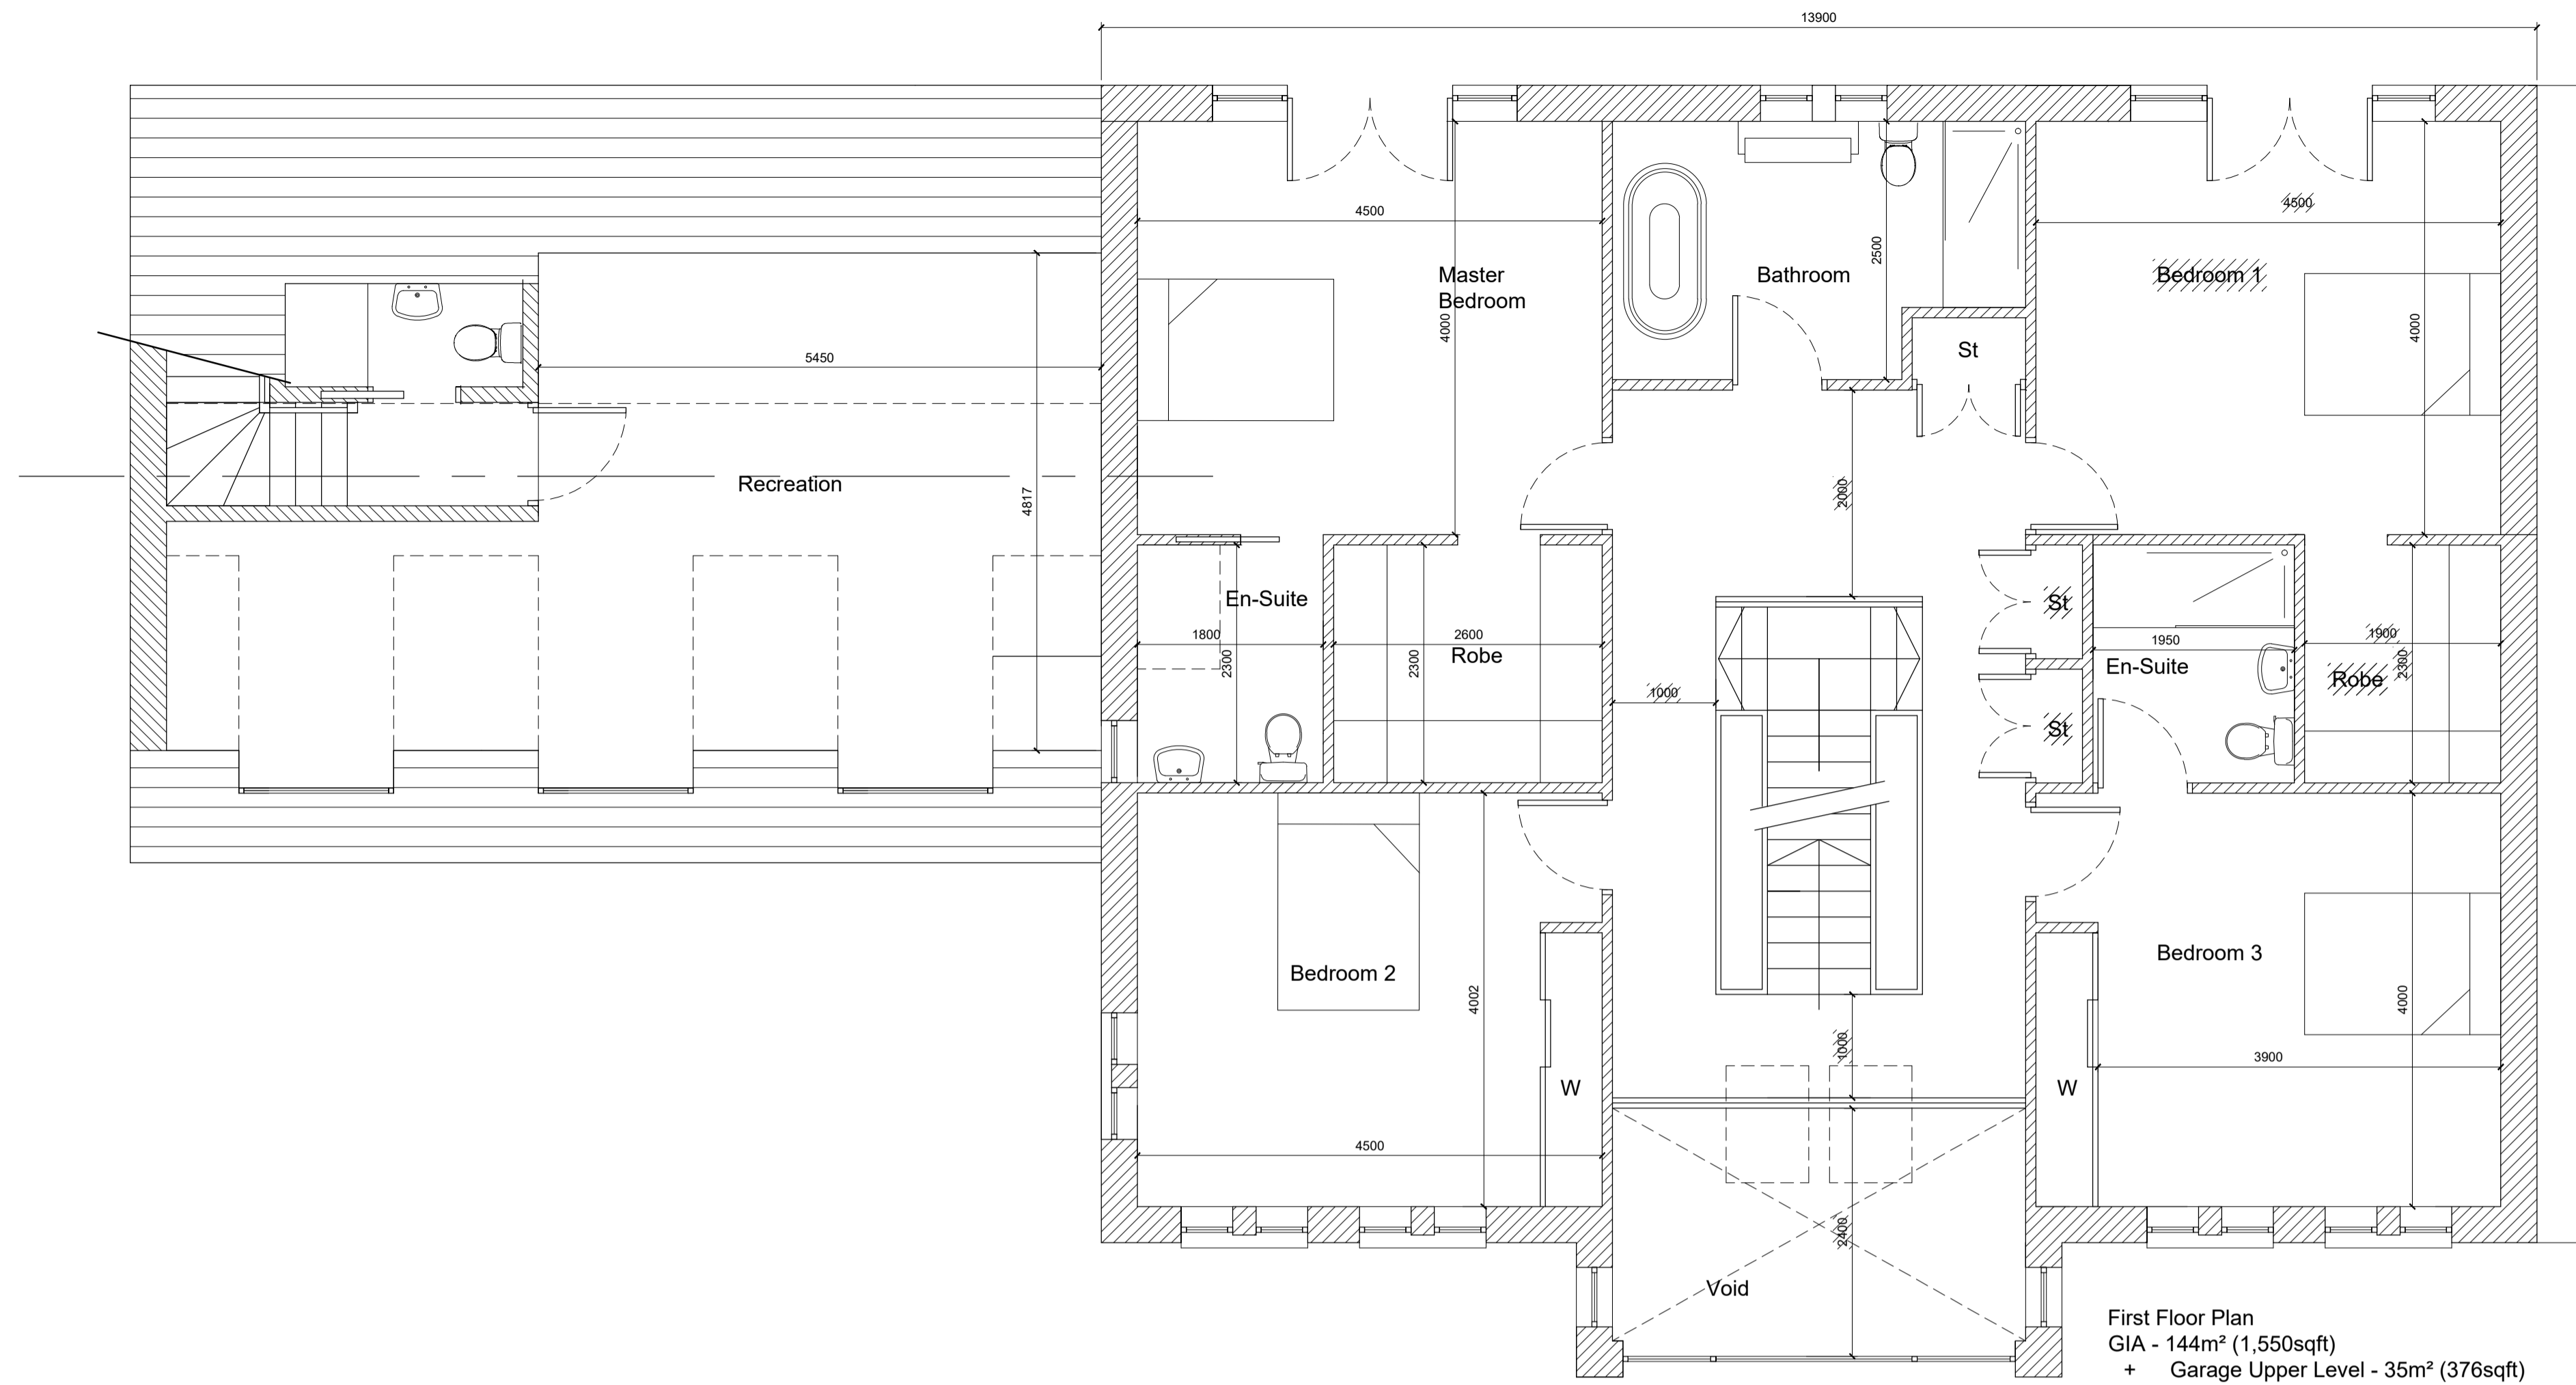 13900
4500
4500
Master
Bedroom
Bathroom
2500
Bedroom 1
4000
4000
5450
St
Recreation
4817
2000
En-Suite
1800
2300
2600
Robe
2300
1000
St
St
1950
En-Suite
1900
Robe
2300
Bedroom 2
4002
4500
W
1000
W
Bedroom 3
4000
3900
2400
Void
First Floor Plan
GIA - 144m² (1,550sqft)
+ Garage Upper Level - 35m² (376sqft)